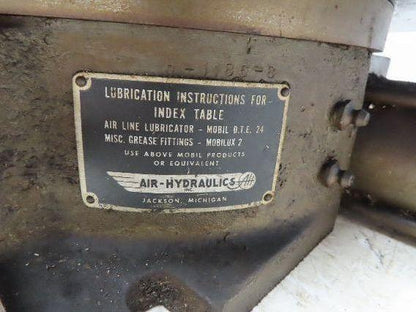 LUBRICATION INSTRUCTIONS FOR
INDEX TABLE
AIR LINE LUBRICATOR - MOBIL D.T.E. 24
MISC. GREASE FITTINGS - MOBILUX 2
USE ABOVE MOBIL PRODUCTS
OR EQUIVALENT
AIR-HYDRAULICS AH
INC.
JACKSON, MICHIGAN